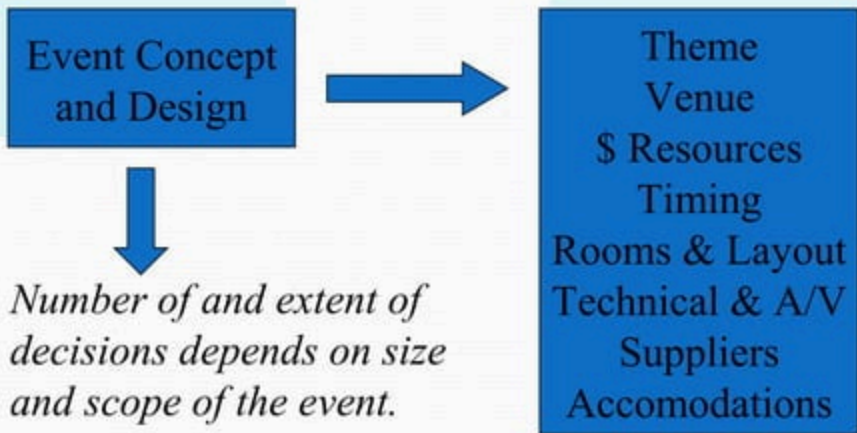 Event Concept
and Design
Theme
Venue
$ Resources
Timing
Rooms & Layout
Technical & A/V
Suppliers
Accomodations
Number of and extent of
decisions depends on size
and scope of the event.